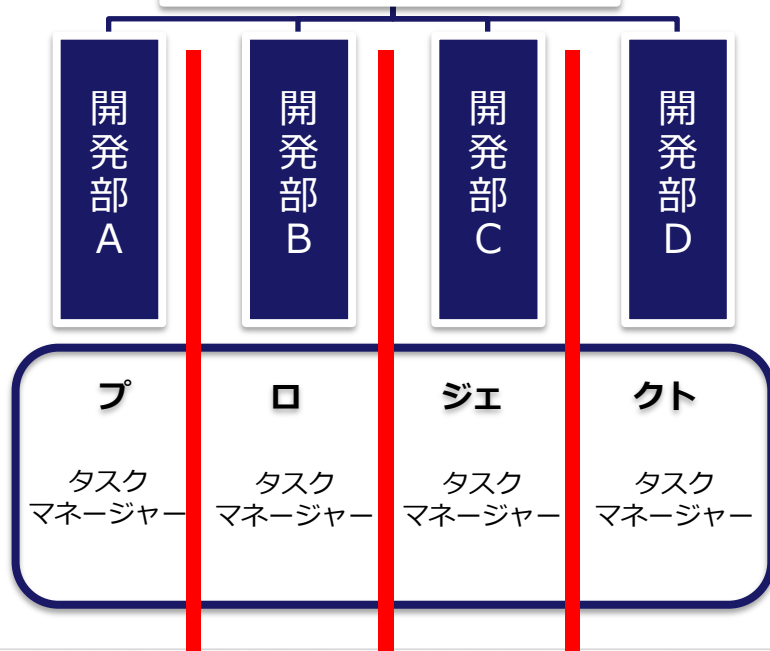 開発部A
開発部B
開発部C
開発部D
プ ロ ジェ クト
タスク
マネージャー
タスク
マネージャー
タスク
マネージャー
タスク
マネージャー